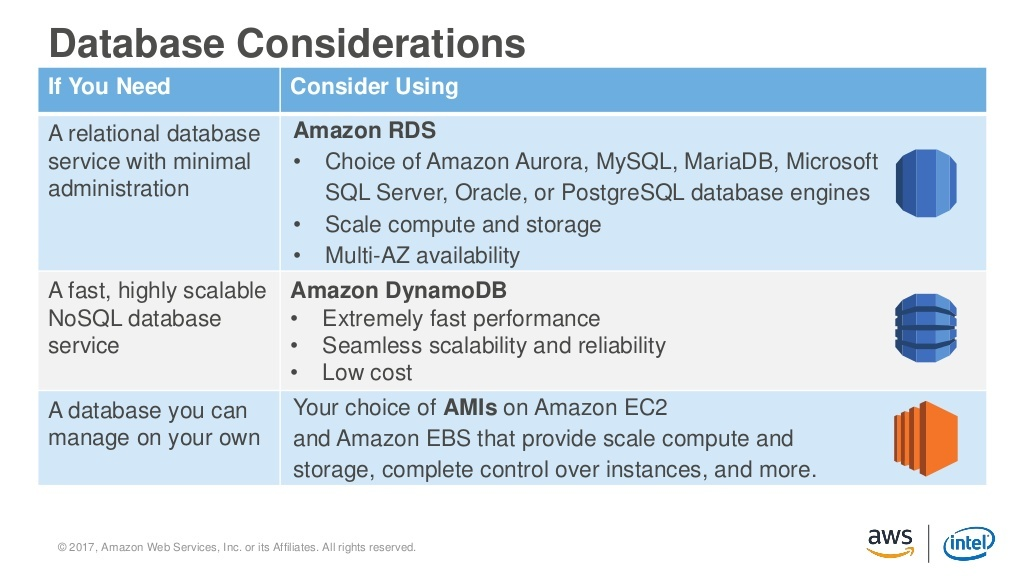 Database Considerations
If You Need
Consider Using
A relational database
service with minimal
administration
Amazon RDS
• Choice of Amazon Aurora, MySQL, MariaDB, Microsoft
SQL Server, Oracle, or PostgreSQL database engines
• Scale compute and storage
• Multi-AZ availability
A fast, highly scalable
NoSQL database
service
Amazon DynamoDB
• Extremely fast performance
• Seamless scalability and reliability
• Low cost
A database you can
manage on your own
Your choice of AMIs on Amazon EC2
and Amazon EBS that provide scale compute and
storage, complete control over instances, and more.
© 2017, Amazon Web Services, Inc. or its Affiliates. All rights reserved.
aws
intel